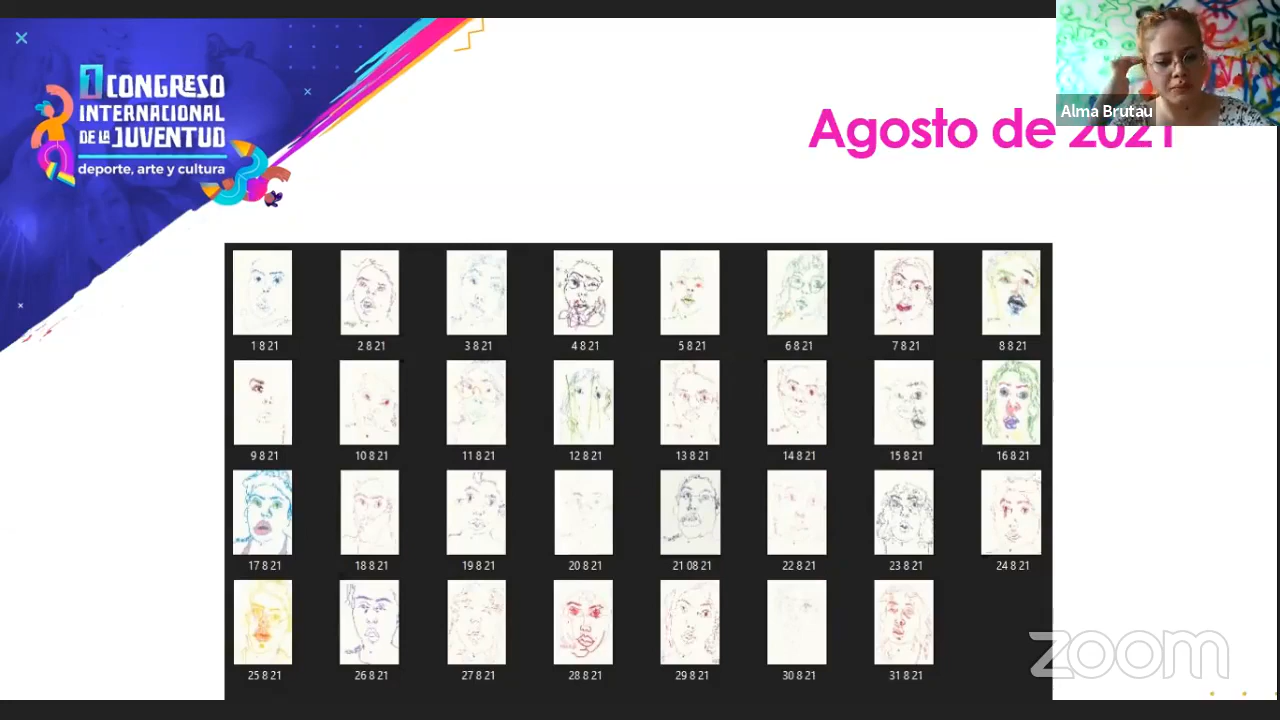 1 CONGRESO
INTERNACIONAL
DE LA JUVENTUD
deporte, arte y cultura
Alma Brutau
Agosto de 2021
1 8 21
2 8 21
3 8 21
4 8 21
5 8 21
6 8 21
7 8 21
8 8 21
9 8 21
10 8 21
11 8 21
12 8 21
13 8 21
14 8 21
15 8 21
16 8 21
17 8 21
18 8 21
19 8 21
20 8 21
21 08 21
22 8 21
23 8 21
24 8 21
25 8 21
26 8 21
27 8 21
28 8 21
29 8 21
30 8 21
31 8 21
zoom